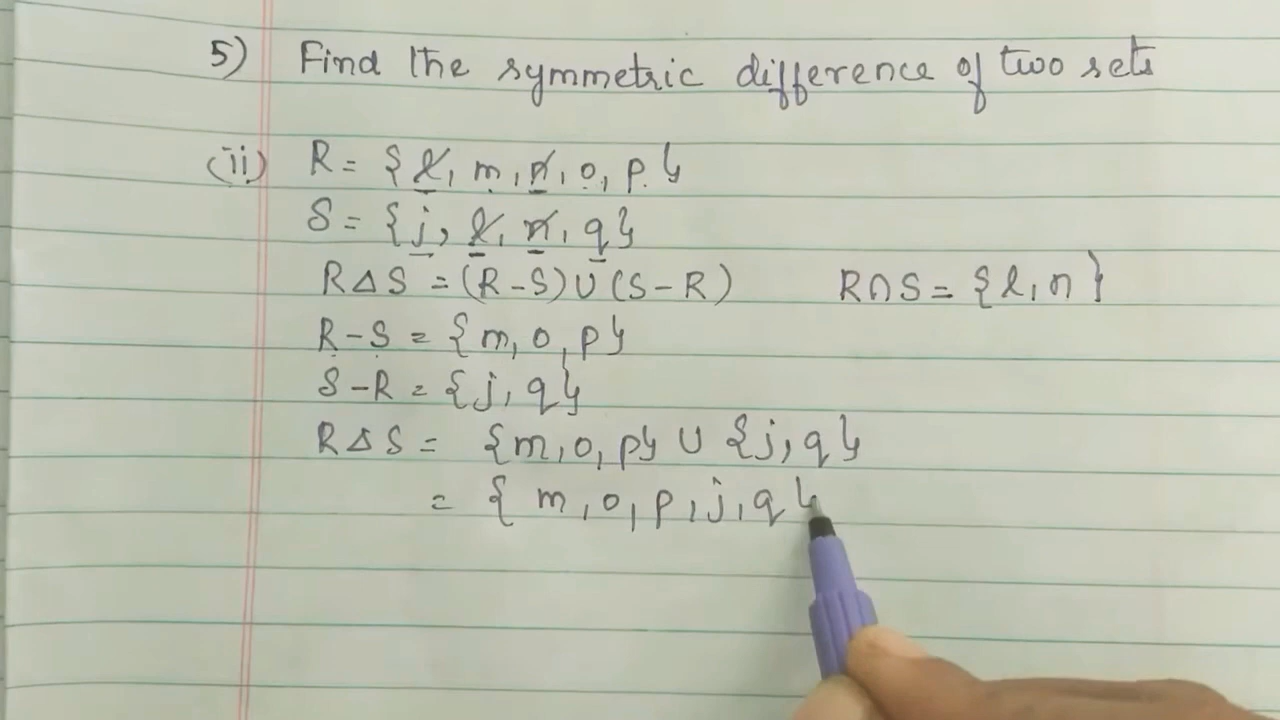 5) Find the symmetric difference of two sets
(ii) R = {l, m, n, o, p}
S = {j, l, n, q}
R Δ S = (R - S) ∪ (S - R) R ∩ S = {l, n}
R - S = {m, o, p}
S - R = {j, q}
R Δ S = {m, o, p} ∪ {j, q}
= {m, o, p, j, q}